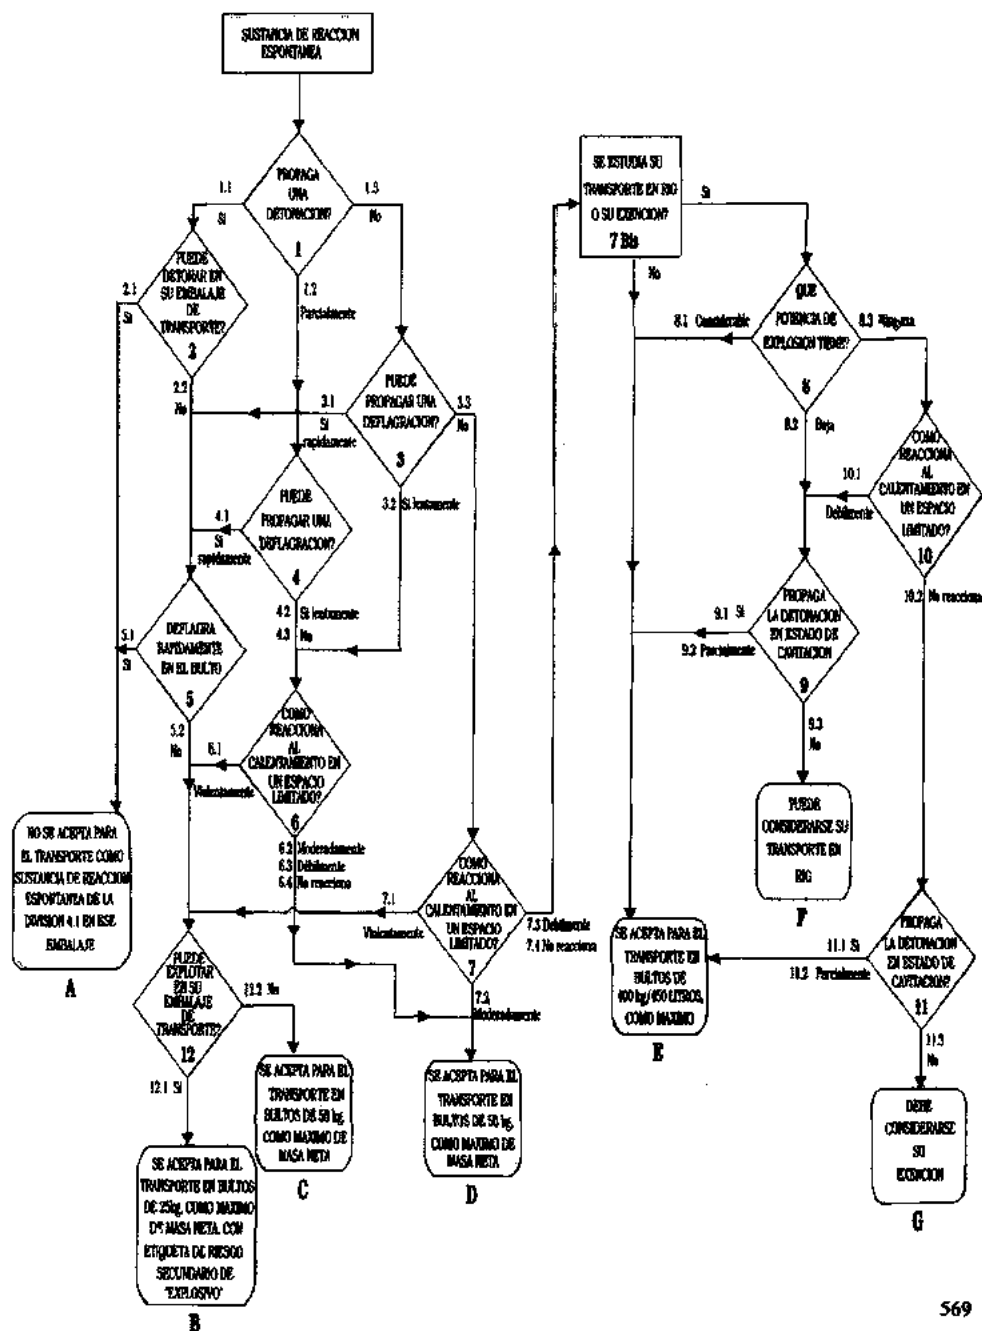 SUSTANCIA DE REACCION
ESPONTANEA
PROPAGA
UNA
DETONACION?
1
1.1
Si
1.3
No
1.2
Parcialmente
PUEDE
DETONAR EN
SU EMBALAJE
DE
TRANSPORTE?
2
2.1
Si
2.2
No
PUEDE
PROPAGAR UNA
DEFLAGRACION?
3
3.1
Si
rapidamente
3.3
No
3.2 Si lentamente
PUEDE
PROPAGAR UNA
DEFLAGRACION?
4
4.1
Si
rapidamente
4.2 Si lentamente
4.3 No
DEFLAGRA
RAPIDAMENTE
EN EL BULTO
5
5.1
Si
5.2
No
COMO
REACCIONA
AL
CALENTAMIENTO EN
UN ESPACIO
LIMITADO?
6
6.1
Violentamente
6.2 Moderadamente
6.3 Débilmente
6.4 No reacciona
COMO
REACCIONA
AL
CALENTAMIENTO EN
UN ESPACIO
LIMITADO?
7
7.1
Violentamente
7.3 Debilmente
7.4 No reacciona
7.2
Moderadamente
NO SE ACEPTA PARA
EL TRANSPORTE COMO
SUSTANCIA DE REACCION
ESPONTANEA DE LA
DIVISION 4.1 EN ESE
EMBALAJE
A
PUEDE
EXPLOTAR
EN SU
EMBALAJE
DE
TRANSPORTE?
12
12.2 No
12.1 Si
SE ACEPTA PARA EL
TRANSPORTE EN BULTOS
DE 25kg. COMO MAXIMO
DE MASA NETA. CON
ETIQUETA DE RIESGO
SECUNDARIO DE
"EXPLOSIVO"
B
SE ACEPTA PARA EL
TRANSPORTE EN
BULTOS DE 50 kg.
COMO MAXIMO DE
MASA NETA
C
SE ACEPTA PARA EL
TRANSPORTE EN
BULTOS DE 50 kg.
COMO MAXIMO DE
MASA NETA
D
SE ESTUDIA SU
TRANSPORTE EN RIG
O SU EXENCION?
7 Bis
Si
No
QUE
POTENCIA DE
EXPLOSION TIENE?
8
8.1 Considerable
8.3 Ninguna
8.2 Baja
COMO
REACCIONA
AL
CALENTAMIENTO EN
UN ESPACIO
LIMITADO?
10
10.1
Debilmente
10.2 No reacciona
PROPAGA
LA DETONACION
EN ESTADO DE
CAVITACION
9
9.1 Si
9.2 Parcialmente
9.3
No
PUEDE
CONSIDERARSE SU
TRANSPORTE EN
RIG
F
SE ACEPTA PARA EL
TRANSPORTE EN
BULTOS DE
400 kg/450 LITROS,
COMO MAXIMO
E
PROPAGA
LA DETONACION
EN ESTADO DE
CAVITACION?
11
11.1 Si
Parcialmente
11.3
No
DEBE
CONSIDERARSE
SU
EXENCION
G
569